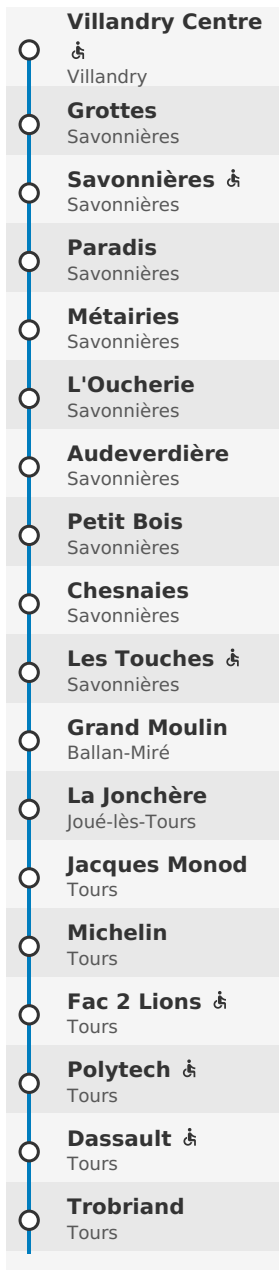 Villandry Centre
Villandry
Grottes
Savonnières
Savonnières
Savonnières
Paradis
Savonnières
Métairies
Savonnières
L'Oucherie
Savonnières
Audeverdière
Savonnières
Petit Bois
Savonnières
Chesnaies
Savonnières
Les Touches
Savonnières
Grand Moulin
Ballan-Miré
La Jonchère
Joué-lès-Tours
Jacques Monod
Tours
Michelin
Tours
Fac 2 Lions
Tours
Polytech
Tours
Dassault
Tours
Trobriand
Tours